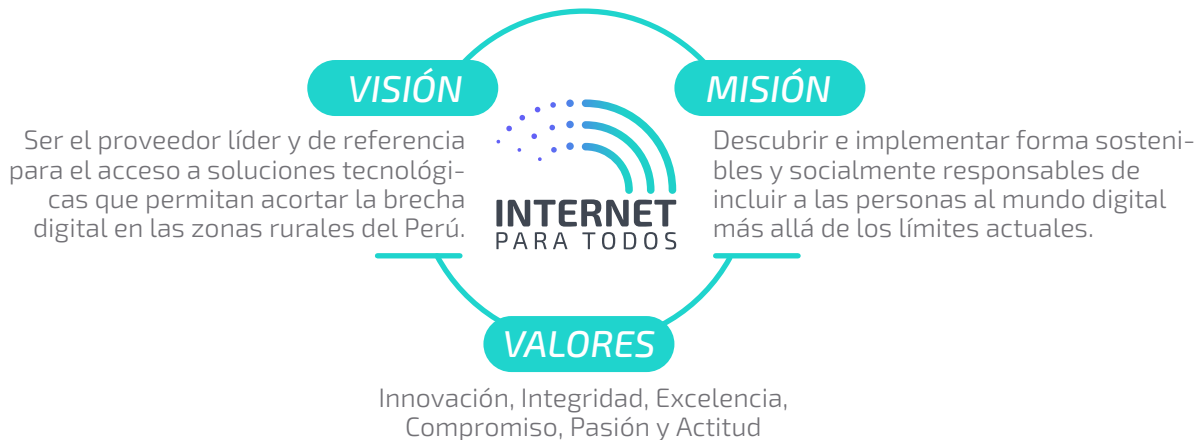 VISIÓN
Ser el proveedor líder y de referencia
para el acceso a soluciones tecnológi-
cas que permitan acortar la brecha
digital en las zonas rurales del Perú.
INTERNET
PARA TODOS
MISIÓN
Descubrir e implementar forma sosteni-
bles y socialmente responsables de
incluir a las personas al mundo digital
más allá de los límites actuales.
VALORES
Innovación, Integridad, Excelencia,
Compromiso, Pasión y Actitud